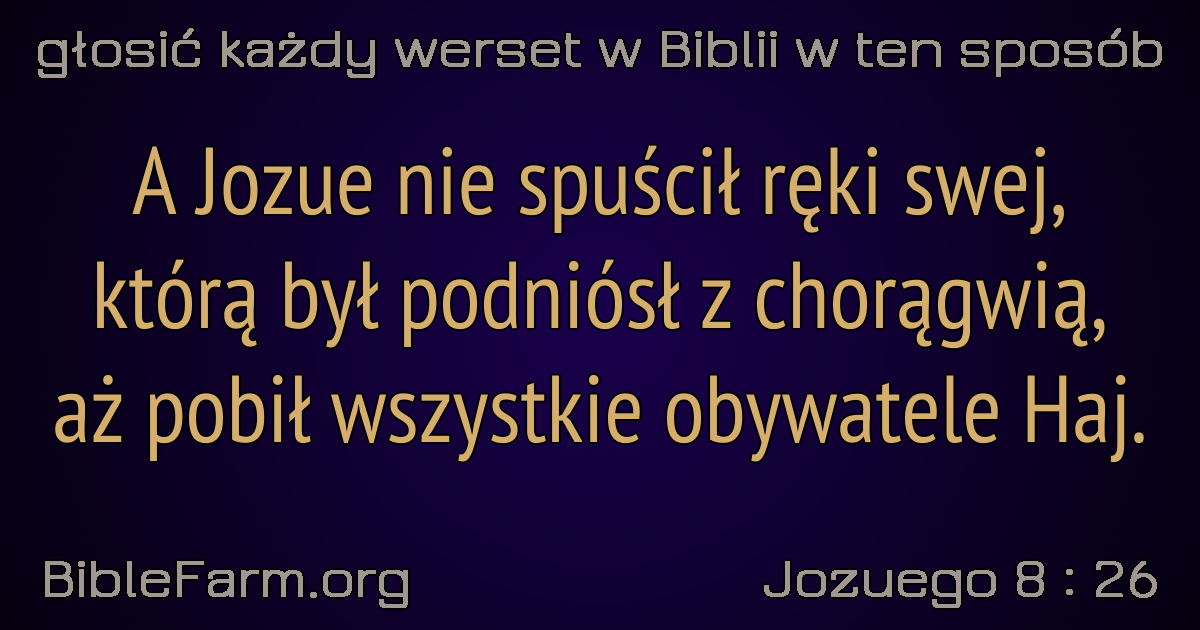 głosić każdy werset w Biblii w ten sposób
A Jozue nie spuścił ręki swej,
którą był podniósł z chorągwią,
aż pobił wszystkie obywatele Haj.
BibleFarm.org
Jozuego 8 : 26